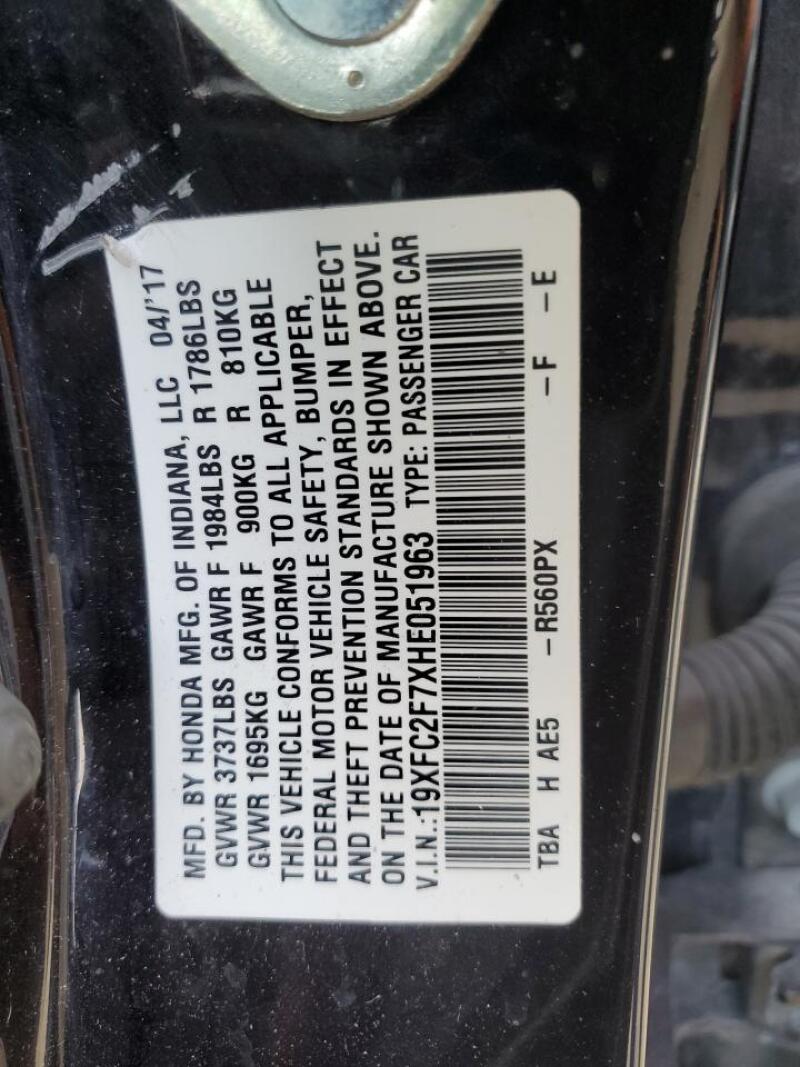 MFD. BY HONDA MFG. OF INDIANA, LLC 04/'17
GVWR 3737LBS GAWR F 1984LBS R 1786LBS
GVWR 1695KG GAWR F 900KG R 810KG
THIS VEHICLE CONFORMS TO ALL APPLICABLE
FEDERAL MOTOR VEHICLE SAFETY, BUMPER,
AND THEFT PREVENTION STANDARDS IN EFFECT
ON THE DATE OF MANUFACTURE SHOWN ABOVE.
V.I.N.:19XFC2F7XHE051963 TYPE: PASSENGER CAR
TBA H AE5 –R560PX –F –E